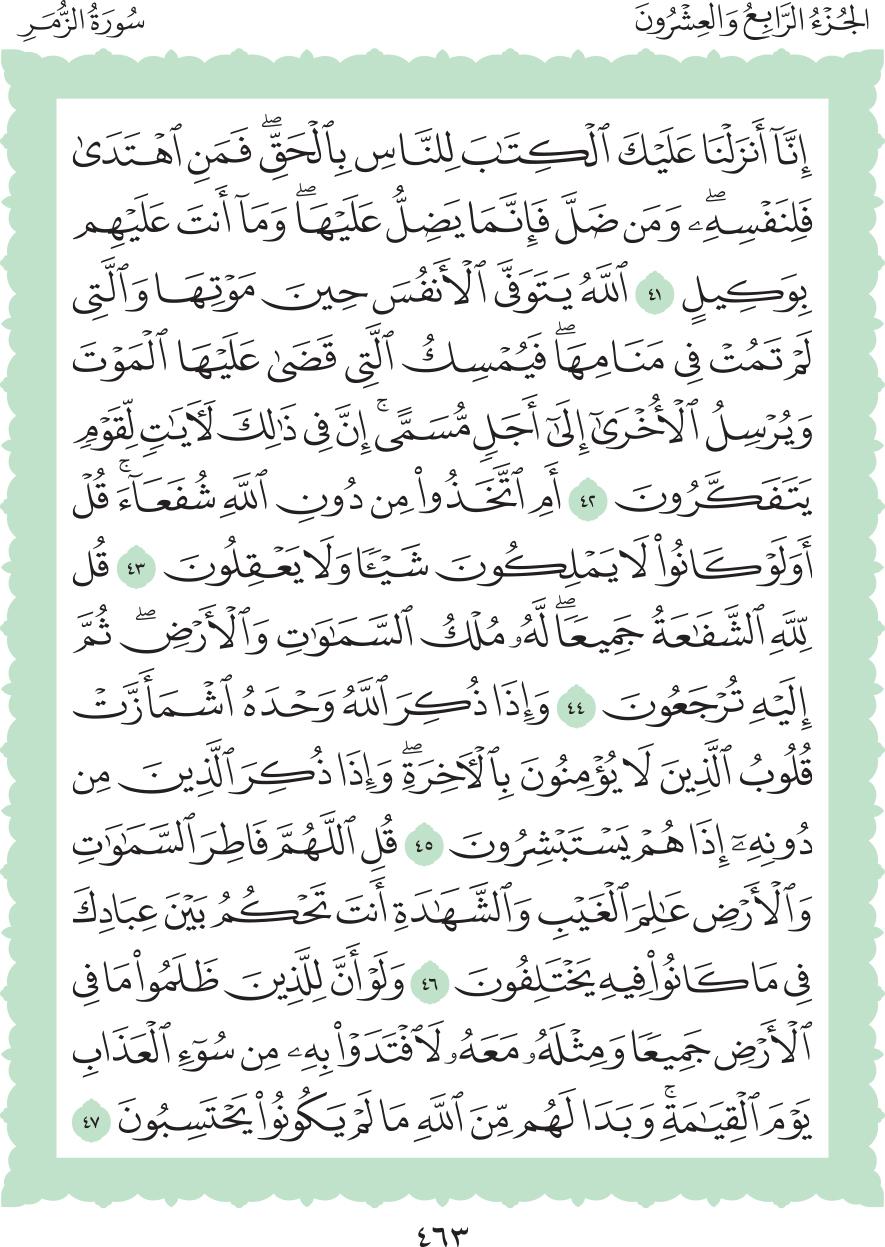 الجُزْءُ الرَّابِعُ وَالْعِشْرُونَ
سُورَةُ الزُّمَرِ
إِنَّآ أَنزَلْنَا عَلَيْكَ ٱلْكِتَٰبَ لِلنَّاسِ بِٱلْحَقِّۖ فَمَنِ ٱهْتَدَىٰ
فَلِنَفْسِهِۦۖ وَمَن ضَلَّ فَإِنَّمَا يَضِلُّ عَلَيْهَاۖ وَمَآ أَنتَ عَلَيْهِم
بِوَكِيلٍ ٤١ ٱللَّهُ يَتَوَفَّى ٱلْأَنفُسَ حِينَ مَوْتِهَا وَٱلَّتِى
لَمْ تَمُتْ فِى مَنَامِهَاۖ فَيُمْسِكُ ٱلَّتِى قَضَىٰ عَلَيْهَا ٱلْمَوْتَ
وَيُرْسِلُ ٱلْأُخْرَىٰٓ إِلَىٰٓ أَجَلٍ مُّسَمًّىۚ إِنَّ فِى ذَٰلِكَ لَءَايَٰتٍ لِّقَوْمٍ
يَتَفَكَّرُونَ ٤٢ أَمِ ٱتَّخَذُوا۟ مِن دُونِ ٱللَّهِ شُفَعَآءَۚ قُلْ
أَوَلَوْ كَانُوا۟ لَا يَمْلِكُونَ شَيْـًٔا وَلَا يَعْقِلُونَ ٤٣ قُل
لِّلَّهِ ٱلشَّفَٰعَةُ جَمِيعًاۖ لَّهُۥ مُلْكُ ٱلسَّمَٰوَٰتِ وَٱلْأَرْضِۖ ثُمَّ
إِلَيْهِ تُرْجَعُونَ ٤٤ وَإِذَا ذُكِرَ ٱللَّهُ وَحْدَهُ ٱشْمَأَزَّتْ
قُلُوبُ ٱلَّذِينَ لَا يُؤْمِنُونَ بِٱلْءَاخِرَةِۖ وَإِذَا ذُكِرَ ٱلَّذِينَ مِن
دُونِهِۦٓ إِذَا هُمْ يَسْتَبْشِرُونَ ٤٥ قُلِ ٱللَّهُمَّ فَاطِرَ ٱلسَّمَٰوَٰتِ
وَٱلْأَرْضِ عَٰلِمَ ٱلْغَيْبِ وَٱلشَّهَٰدَةِ أَنتَ تَحْكُمُ بَيْنَ عِبَادِكَ
فِى مَا كَانُوا۟ فِيهِ يَخْتَلِفُونَ ٤٦ وَلَوْ أَنَّ لِلَّذِينَ ظَلَمُوا۟ مَا فِى
ٱلْأَرْضِ جَمِيعًا وَمِثْلَهُۥ مَعَهُۥ لَٱفْتَدَوْا۟ بِهِۦ مِن سُوٓءِ ٱلْعَذَابِ
يَوْمَ ٱلْقِيَٰمَةِۚ وَبَدَا لَهُم مِّنَ ٱللَّهِ مَا لَمْ يَكُونُوا۟ يَحْتَسِبُونَ ٤٧
٤٦٣